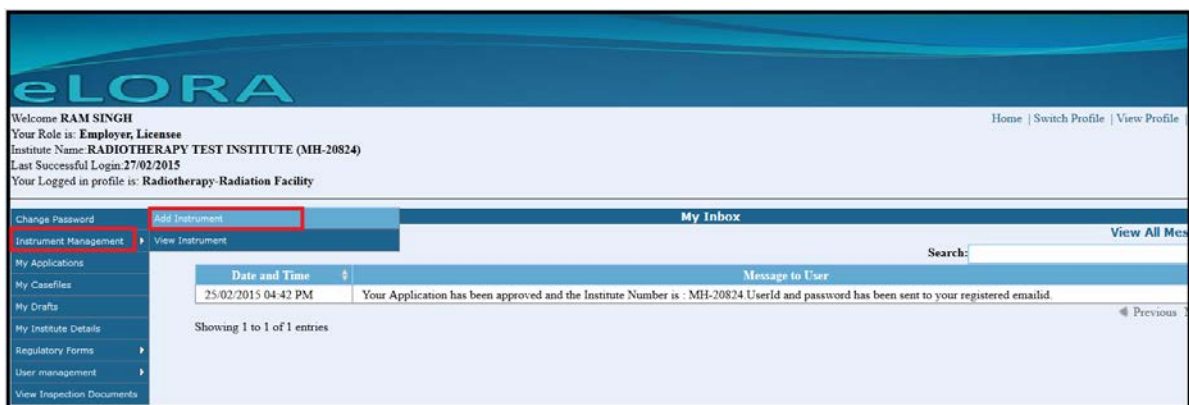 eLORA
Welcome RAM SINGH
Your Role is: Employer, Licensee
Institute Name:RADIOTHERAPY TEST INSTITUTE (MH-20824)
Last Successful Login:27/02/2015
Your Logged in profile is: Radiotherapy-Radiation Facility
Home | Switch Profile | View Profile |
Change Password
Instrument Management
My Applications
My Casefiles
My Drafts
My Institute Details
Regulatory Forms
User management
View Inspection Documents
Add Instrument
View Instrument
My Inbox
View All Mes
Search:
Date and Time Message to User
25/02/2015 04:42 PM Your Application has been approved and the Institute Number is : MH-20824.UserId and password has been sent to your registered emailid.
Previous
Showing 1 to 1 of 1 entries